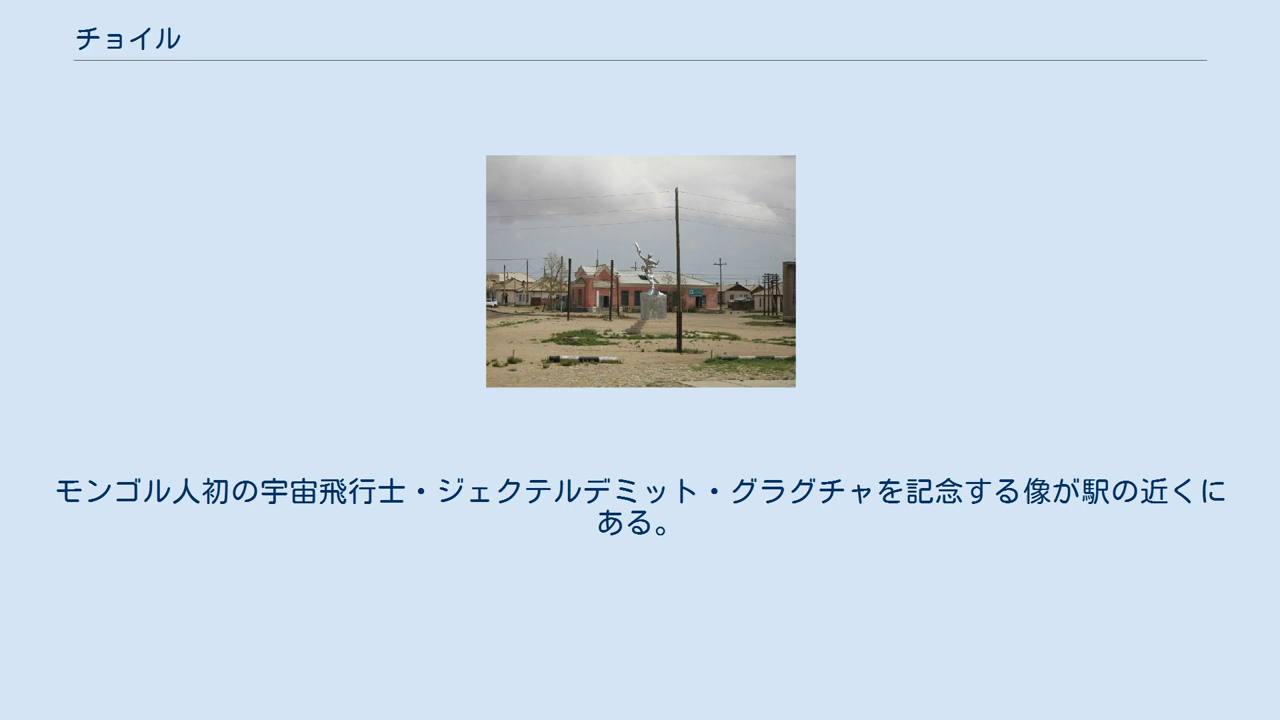 チョイル
モンゴル人初の宇宙飛行士・ジェクテルデミット・グラグチャを記念する像が駅の近くに
ある。